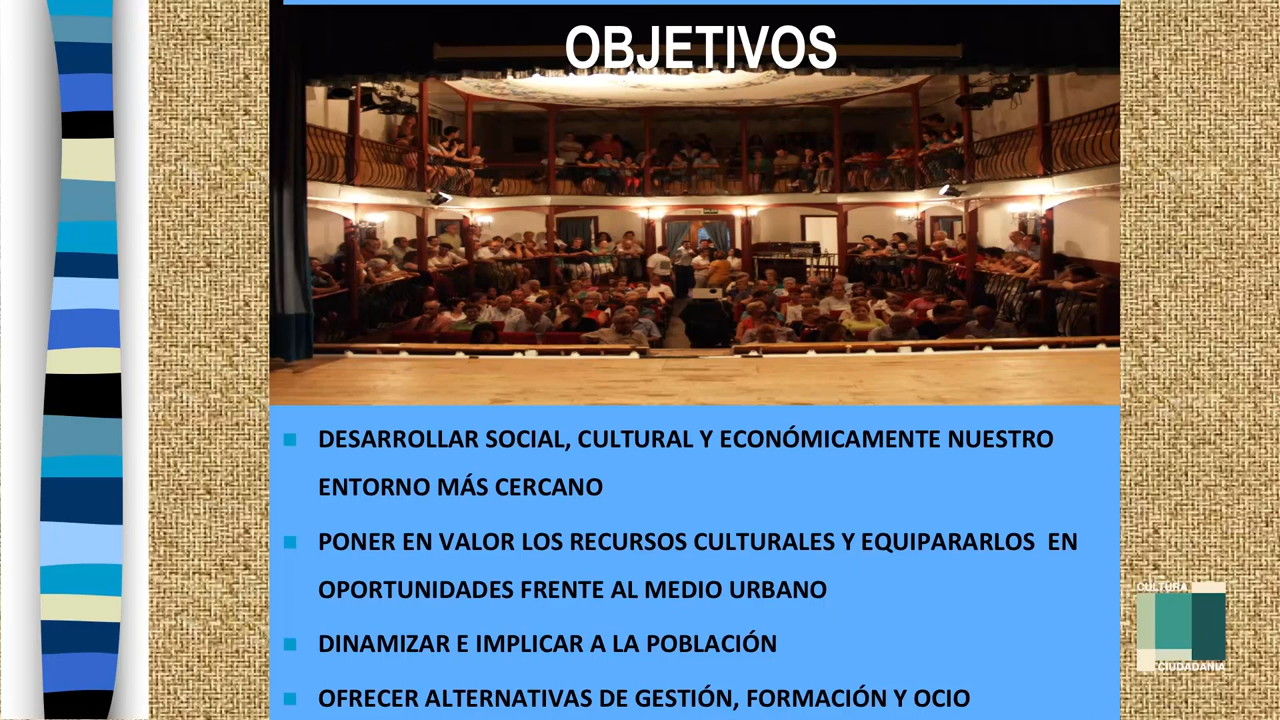 OBJETIVOS
DESARROLLAR SOCIAL, CULTURAL Y ECONÓMICAMENTE NUESTRO
ENTORNO MÁS CERCANO
PONER EN VALOR LOS RECURSOS CULTURALES Y EQUIPARARLOS EN
OPORTUNIDADES FRENTE AL MEDIO URBANO
DINAMIZAR E IMPLICAR A LA POBLACIÓN
OFRECER ALTERNATIVAS DE GESTIÓN, FORMACIÓN Y OCIO
CULTURA
CIUDADANÍA